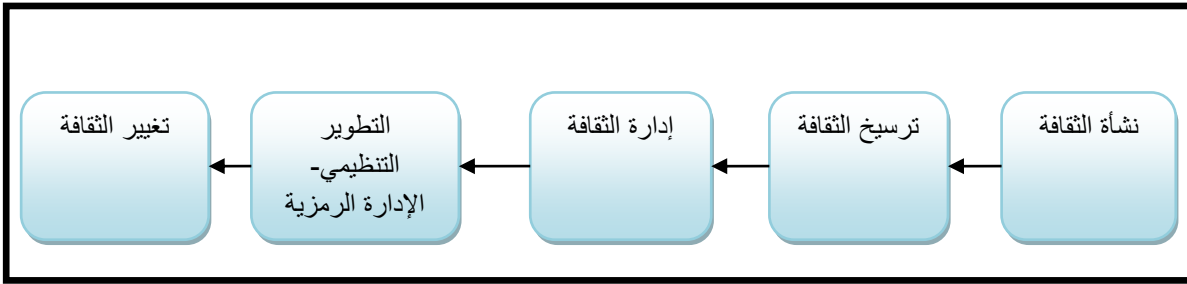 نشأة الثقافة
ترسيخ الثقافة
إدارة الثقافة
التطوير
التنظيمي-
الإدارة الرمزية
تغيير الثقافة